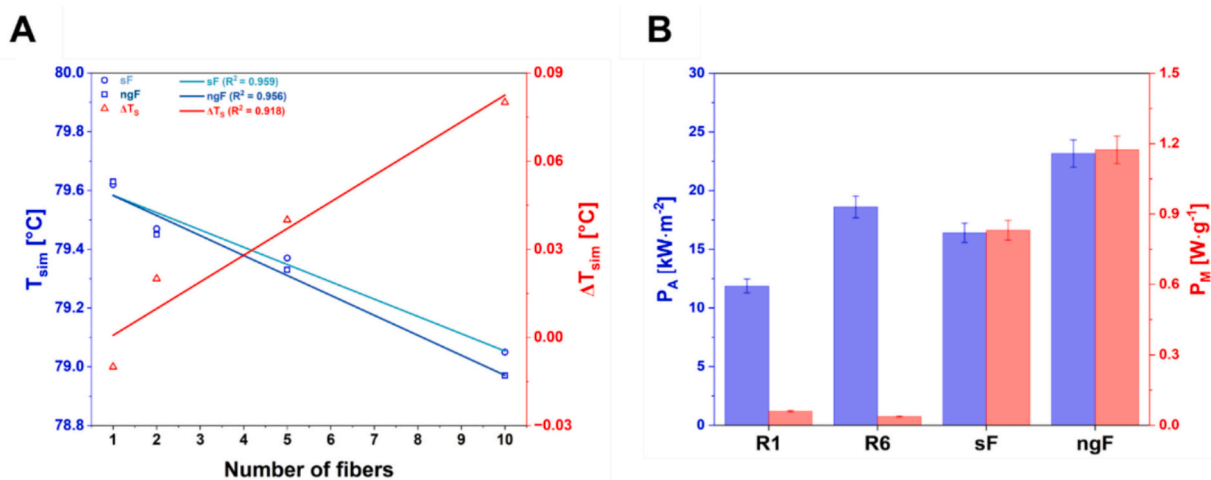 A
80.0
79.8
79.6
79.4
79.2
79.0
78.8
T_sim [°C]
sF sF (R² = 0.959)
ngF ngF (R² = 0.956)
ΔT_S ΔT_S (R² = 0.918)
0.09
0.06
0.03
0.00
−0.03
ΔT_sim [°C]
1 2 3 4 5 6 7 8 9 10
Number of fibers
B
30
25
20
15
10
5
0
P_A [kW·m⁻²]
1.5
1.2
0.9
0.6
0.3
0.0
P_M [W·g⁻¹]
R1 R6 sF ngF